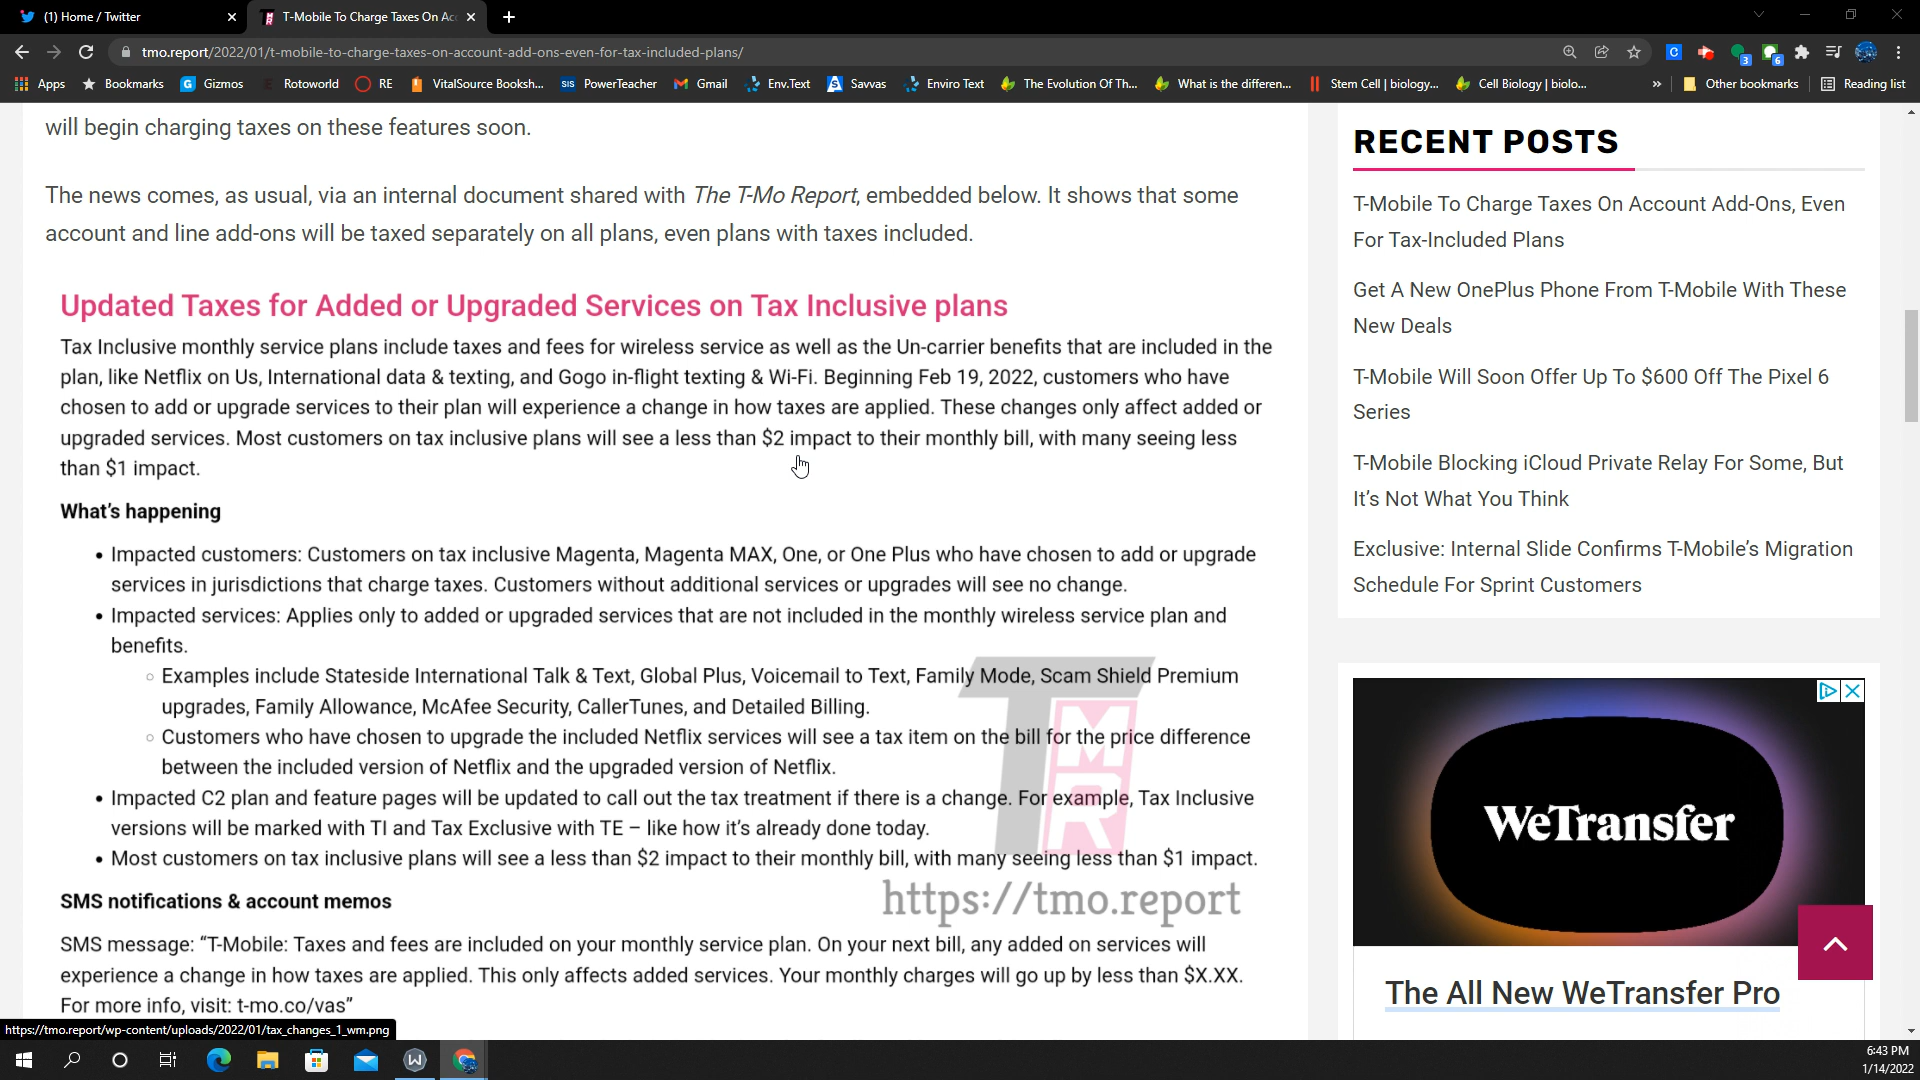 (1) Home / Twitter
T-Mobile To Charge Taxes On Ac
tmo.report/2022/01/t-mobile-to-charge-taxes-on-account-add-ons-even-for-tax-included-plans/
Apps Bookmarks Gizmos Rotoworld RE VitalSource Booksh... SIS PowerTeacher Gmail Env.Text Savvas Enviro Text The Evolution Of Th... What is the differen... Stem Cell | biology... Cell Biology | biolo... » Other bookmarks Reading list
will begin charging taxes on these features soon.
The news comes, as usual, via an internal document shared with The T-Mo Report, embedded below. It shows that some
account and line add-ons will be taxed separately on all plans, even plans with taxes included.
Updated Taxes for Added or Upgraded Services on Tax Inclusive plans
Tax Inclusive monthly service plans include taxes and fees for wireless service as well as the Un-carrier benefits that are included in the
plan, like Netflix on Us, International data & texting, and Gogo in-flight texting & Wi-Fi. Beginning Feb 19, 2022, customers who have
chosen to add or upgrade services to their plan will experience a change in how taxes are applied. These changes only affect added or
upgraded services. Most customers on tax inclusive plans will see a less than $2 impact to their monthly bill, with many seeing less
than $1 impact.
What's happening
• Impacted customers: Customers on tax inclusive Magenta, Magenta MAX, One, or One Plus who have chosen to add or upgrade
services in jurisdictions that charge taxes. Customers without additional services or upgrades will see no change.
• Impacted services: Applies only to added or upgraded services that are not included in the monthly wireless service plan and
benefits.
○ Examples include Stateside International Talk & Text, Global Plus, Voicemail to Text, Family Mode, Scam Shield Premium
upgrades, Family Allowance, McAfee Security, CallerTunes, and Detailed Billing.
○ Customers who have chosen to upgrade the included Netflix services will see a tax item on the bill for the price difference
between the included version of Netflix and the upgraded version of Netflix.
• Impacted C2 plan and feature pages will be updated to call out the tax treatment if there is a change. For example, Tax Inclusive
versions will be marked with TI and Tax Exclusive with TE – like how it's already done today.
• Most customers on tax inclusive plans will see a less than $2 impact to their monthly bill, with many seeing less than $1 impact.
TMR
https://tmo.report
SMS notifications & account memos
SMS message: “T-Mobile: Taxes and fees are included on your monthly service plan. On your next bill, any added on services will
experience a change in how taxes are applied. This only affects added services. Your monthly charges will go up by less than $X.XX.
For more info, visit: t-mo.co/vas”
https://tmo.report/wp-content/uploads/2022/01/tax_changes_1_wm.png
RECENT POSTS
T-Mobile To Charge Taxes On Account Add-Ons, Even
For Tax-Included Plans
Get A New OnePlus Phone From T-Mobile With These
New Deals
T-Mobile Will Soon Offer Up To $600 Off The Pixel 6
Series
T-Mobile Blocking iCloud Private Relay For Some, But
It's Not What You Think
Exclusive: Internal Slide Confirms T-Mobile's Migration
Schedule For Sprint Customers
WeTransfer
The All New WeTransfer Pro
6:43 PM
1/14/2022